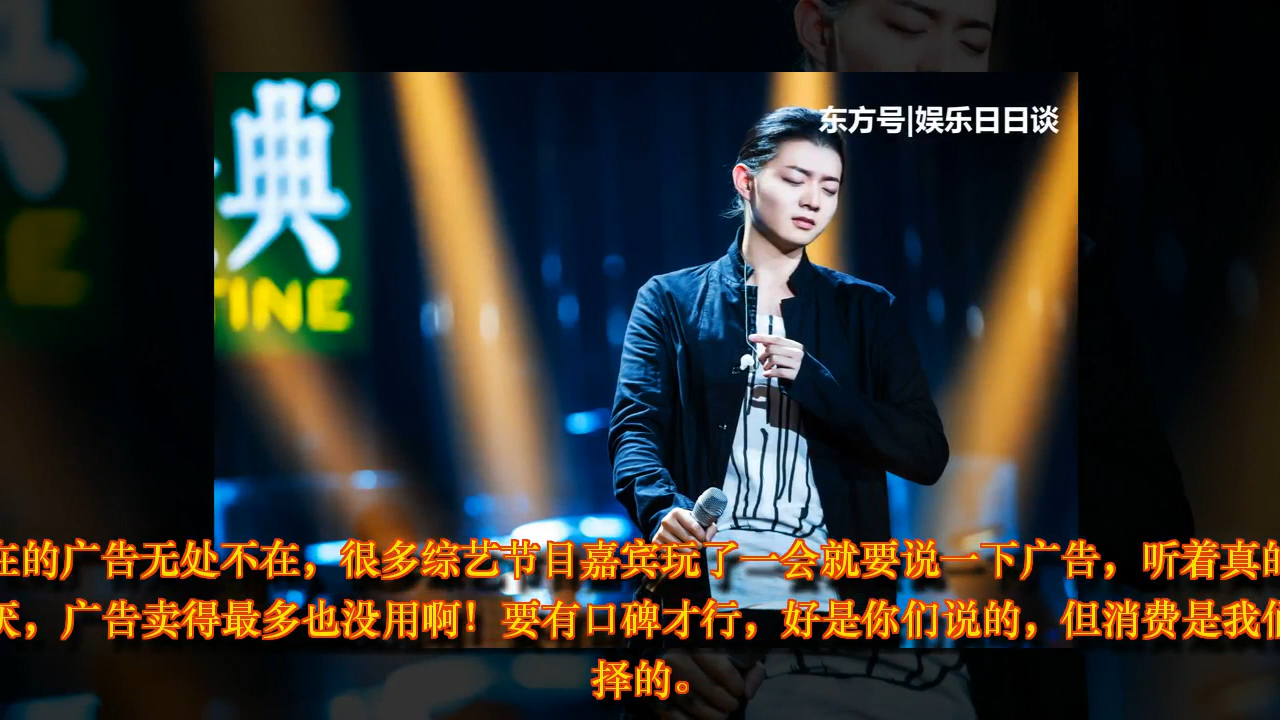 东方号|娱乐日日谈
典
TINE
在的广告无处不在，很多综艺节目嘉宾玩了一会就要说一下广告，听着真的
厌，广告卖得最多也没用啊！要有口碑才行，好是你们说的，但消费是我们
择的。